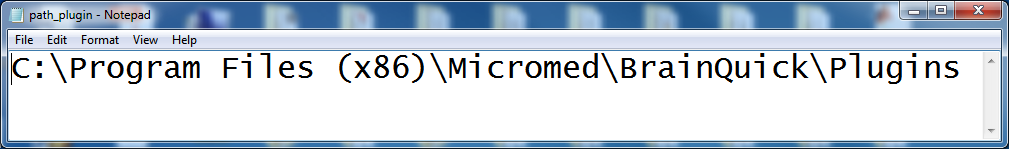 path_plugin - Notepad
File Edit Format View Help
C:\Program Files (x86)\Micromed\BrainQuick\Plugins